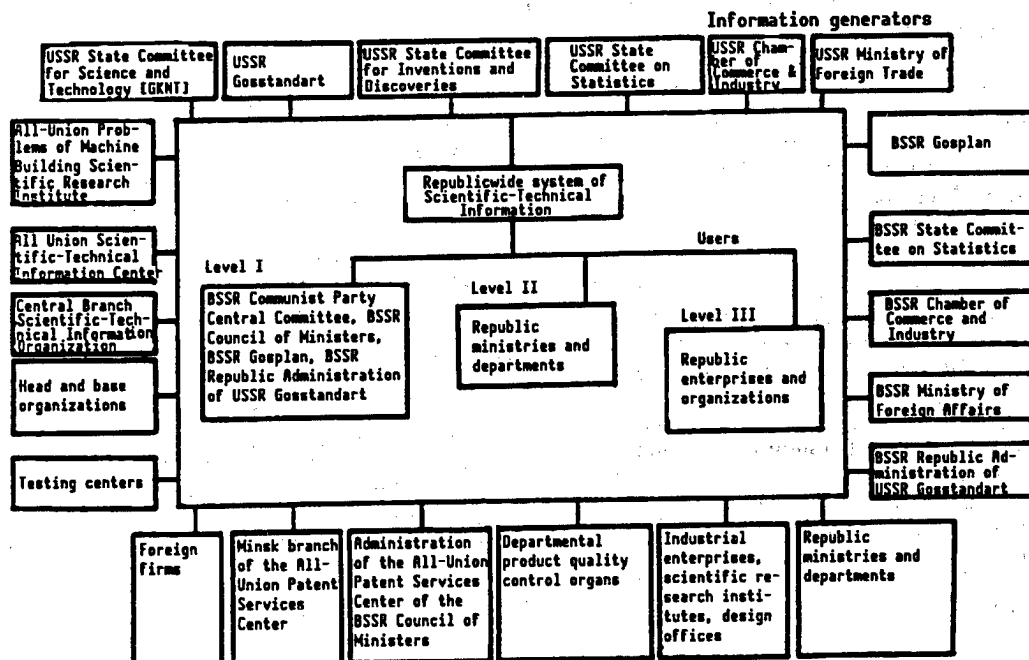 Information generators
USSR State Committee
for Science and
Technology [GKNT]
USSR
Gosstandart
USSR State Committee
for Inventions and
Discoveries
USSR State
Committee on
Statistics
USSR Cham-
ber of
Commerce &
Industry
USSR Ministry of
Foreign Trade
All-Union Prob-
lems of Machine
Building Scien-
tific Research
Institute
All Union Scien-
tific-Technical
Information Center
Central Branch
Scientific-Tech-
nical Information
Organization
Head and base
organizations
Testing centers
Republicwide system of
Scientific-Technical
Information
Users
Level I
BSSR Communist Party
Central Committee, BSSR
Council of Ministers,
BSSR Gosplan, BSSR
Republic Administration
of USSR Gosstandart
Level II
Republic
ministries and
departments
Level III
Republic
enterprises and
organizations
BSSR Gosplan
BSSR State Commit-
tee on Statistics
BSSR Chamber of
Commerce and
Industry
BSSR Ministry of
Foreign Affairs
BSSR Republic Ad-
ministration of
USSR Gosstandart
Foreign
firms
Minsk branch
of the All-
Union Patent
Services
Center
Administration
of the All-Union
Patent Services
Center of the
BSSR Council of
Ministers
Departmental
product quality
control organs
Industrial
enterprises,
scientific re-
search insti-
tutes, design
offices
Republic
ministries and
departments